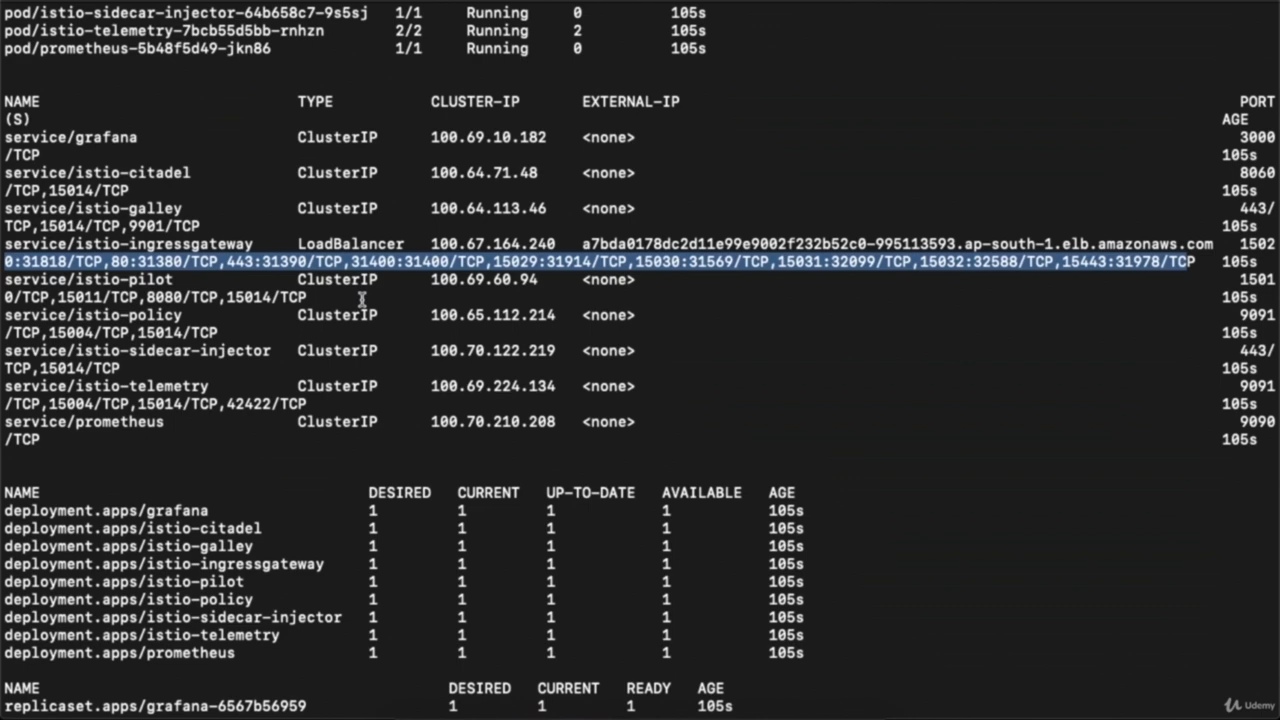 pod/istio-sidecar-injector-64b658c7-9s5sj 1/1 Running 0 105s
pod/istio-telemetry-7bcb55d5bb-rnhzn 2/2 Running 2 105s
pod/prometheus-5b48f5d49-jkn86 1/1 Running 0 105s
NAME TYPE CLUSTER-IP EXTERNAL-IP PORT
(S) AGE
service/grafana ClusterIP 100.69.10.182 <none> 3000
/TCP 105s
service/istio-citadel ClusterIP 100.64.71.48 <none> 8060
/TCP,15014/TCP 105s
service/istio-galley ClusterIP 100.64.113.46 <none> 443/
TCP,15014/TCP,9901/TCP 105s
service/istio-ingressgateway LoadBalancer 100.67.164.240 a7bda0178dc2d11e99e9002f232b52c0-995113593.ap-south-1.elb.amazonaws.com 1502
0:31818/TCP,80:31380/TCP,443:31390/TCP,31400:31400/TCP,15029:31914/TCP,15030:31569/TCP,15031:32099/TCP,15032:32588/TCP,15443:31978/TCP 105s
service/istio-pilot ClusterIP 100.69.60.94 <none> 1501
0/TCP,15011/TCP,8080/TCP,15014/TCP 105s
service/istio-policy ClusterIP 100.65.112.214 <none> 9091
/TCP,15004/TCP,15014/TCP 105s
service/istio-sidecar-injector ClusterIP 100.70.122.219 <none> 443/
TCP,15014/TCP 105s
service/istio-telemetry ClusterIP 100.69.224.134 <none> 9091
/TCP,15004/TCP,15014/TCP,42422/TCP 105s
service/prometheus ClusterIP 100.70.210.208 <none> 9090
/TCP 105s
NAME DESIRED CURRENT UP-TO-DATE AVAILABLE AGE
deployment.apps/grafana 1 1 1 1 105s
deployment.apps/istio-citadel 1 1 1 1 105s
deployment.apps/istio-galley 1 1 1 1 105s
deployment.apps/istio-ingressgateway 1 1 1 1 105s
deployment.apps/istio-pilot 1 1 1 1 105s
deployment.apps/istio-policy 1 1 1 1 105s
deployment.apps/istio-sidecar-injector 1 1 1 1 105s
deployment.apps/istio-telemetry 1 1 1 1 105s
deployment.apps/prometheus 1 1 1 1 105s
NAME DESIRED CURRENT READY AGE
replicaset.apps/grafana-6567b56959 1 1 1 105s
Udemy